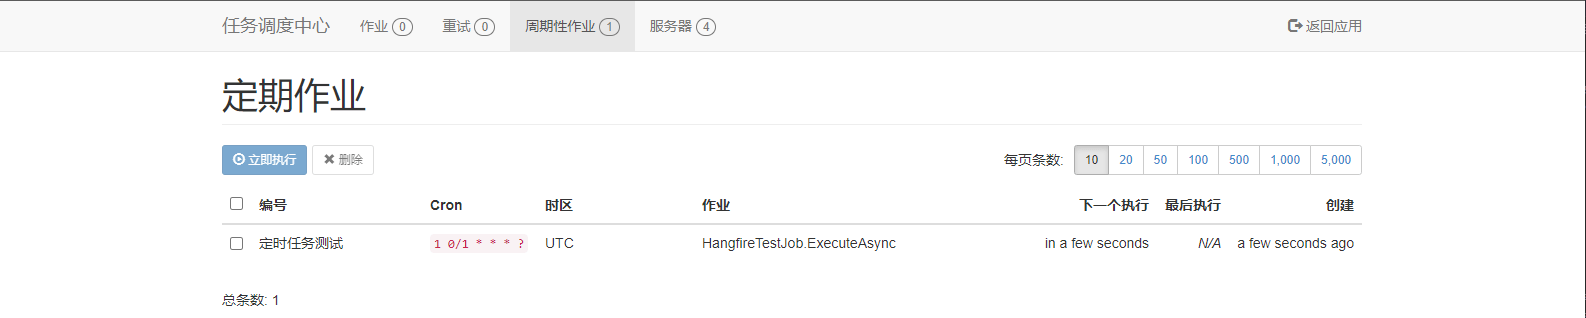 任务调度中心 作业 0 重试 0 周期性作业 1 服务器 4 返回应用
定期作业
立即执行 删除 每页条数: 10 20 50 100 500 1,000 5,000
编号 Cron 时区 作业 下一个执行 最后执行 创建
定时任务测试 1 0/1 * * * ? UTC HangfireTestJob.ExecuteAsync in a few seconds N/A a few seconds ago
总条数: 1